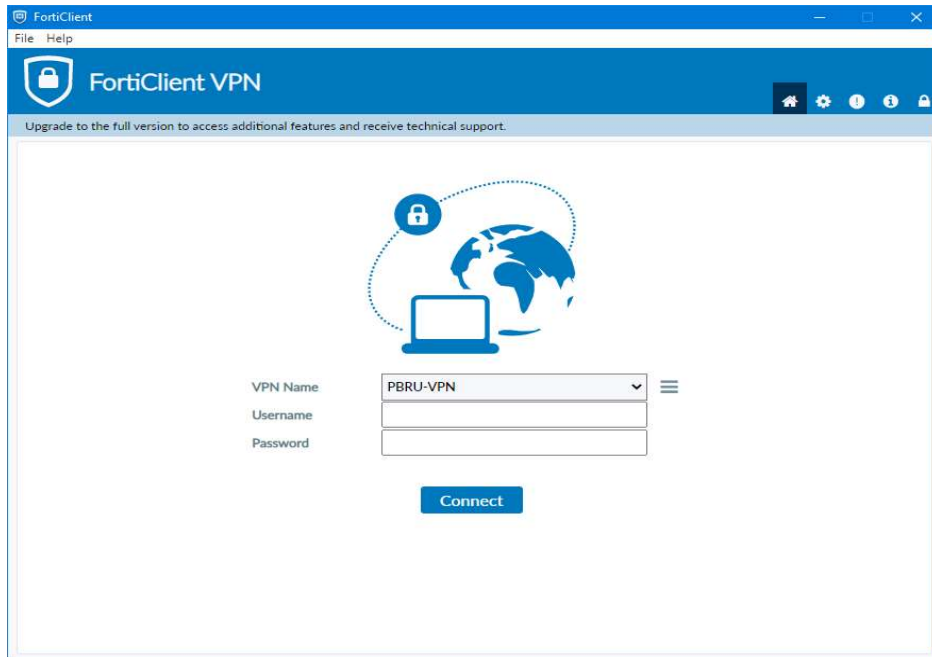 FortiClient
File Help
FortiClient VPN
Upgrade to the full version to access additional features and receive technical support.
VPN Name PBRU-VPN
Username
Password
Connect